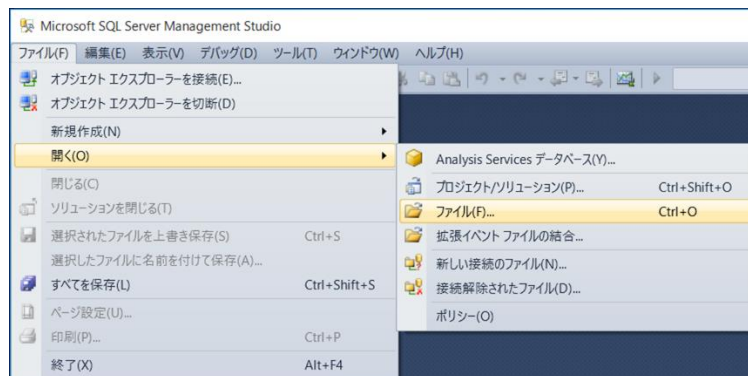 Microsoft SQL Server Management Studio
ファイル(F) 編集(E) 表示(V) デバッグ(D) ツール(T) ウィンドウ(W) ヘルプ(H)
オブジェクト エクスプローラーを接続(E)...
オブジェクト エクスプローラーを切断(D)
新規作成(N)
開く(O)
閉じる(C)
ソリューションを閉じる(T)
選択されたファイルを上書き保存(S) Ctrl+S
選択したファイルに名前を付けて保存(A)...
すべてを保存(L) Ctrl+Shift+S
ページ設定(U)...
印刷(P)... Ctrl+P
終了(X) Alt+F4
Analysis Services データベース(Y)...
プロジェクト/ソリューション(P)... Ctrl+Shift+O
ファイル(F)... Ctrl+O
拡張イベント ファイルの結合...
新しい接続のファイル(N)...
接続解除されたファイル(D)...
ポリシー(O)